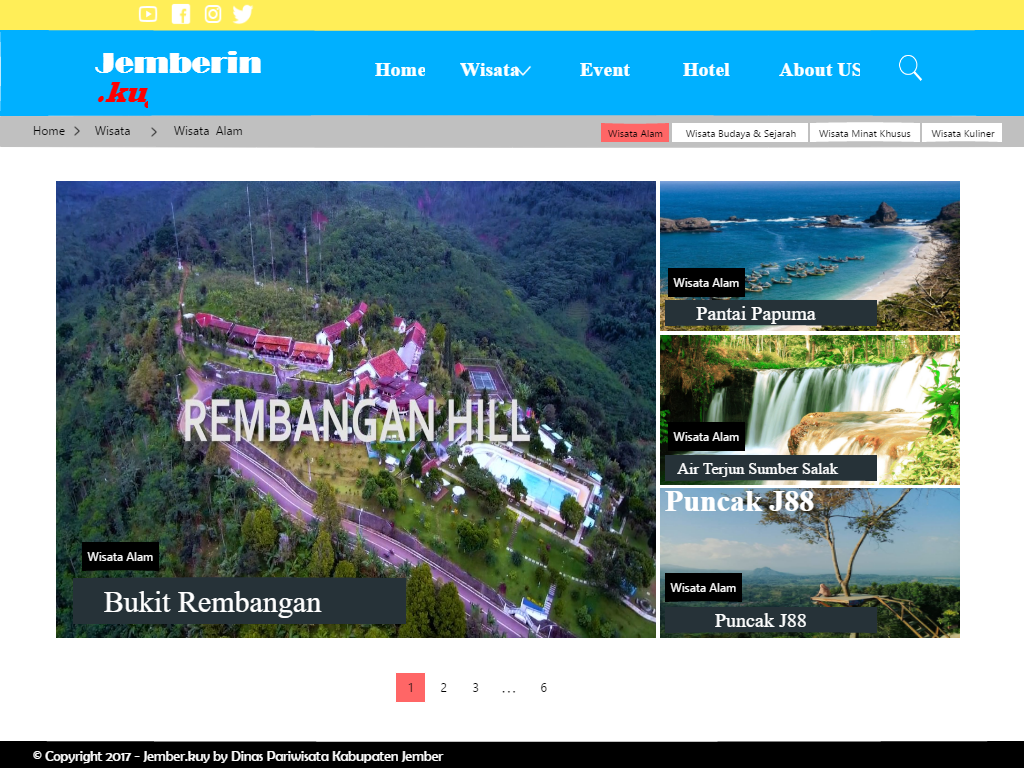 Jemberin
.kuy
Home Wisata Event Hotel About US
Home > Wisata > Wisata Alam
Wisata Alam Wisata Budaya & Sejarah Wisata Minat Khusus Wisata Kuliner
REMBANGAN HILL
Wisata Alam
Bukit Rembangan
Wisata Alam
Pantai Papuma
Wisata Alam
Air Terjun Sumber Salak
Puncak J88
Wisata Alam
Puncak J88
1 2 3 ... 6
© Copyright 2017 - Jember.kuy by Dinas Pariwisata Kabupaten Jember